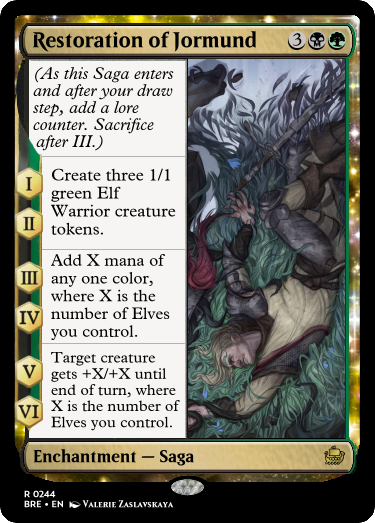 Restoration of Jormund 3
(As this Saga enters
and after your draw
step, add a lore
counter. Sacrifice
after III.)
I
II
Create three 1/1
green Elf
Warrior creature
tokens.
III
IV
Add X mana of
any one color,
where X is the
number of Elves
you control.
V
VI
Target creature
gets +X/+X until
end of turn, where
X is the number of
Elves you control.
Enchantment — Saga
R 0244
BRE • EN Valerie Zaslavskaya